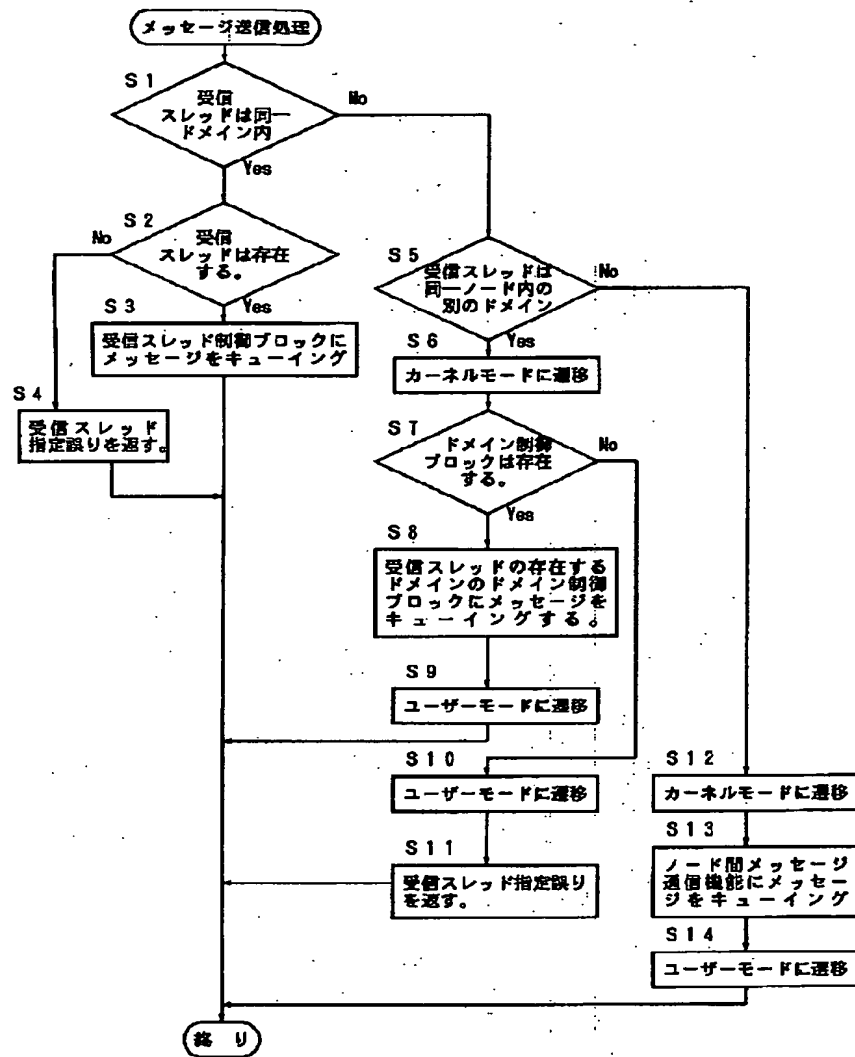 メッセージ送信処理
S1
受信
スレッドは同一
ドメイン内
No
Yes
S2
受信
スレッドは存在
する。
No
Yes
S3
受信スレッド制御ブロックに
メッセージをキューイング
S4
受信スレッド
指定誤りを返す。
S5
受信スレッドは
同一ノード内の
別のドメイン
No
Yes
S6
カーネルモードに遷移
S7
ドメイン制御
ブロックは存在
する。
No
Yes
S8
受信スレッドの存在する
ドメインのドメイン制御
ブロックにメッセージを
キューイングする。
S9
ユーザーモードに遷移
S10
ユーザーモードに遷移
S11
受信スレッド指定誤り
を返す。
S12
カーネルモードに遷移
S13
ノード間メッセージ
通信機能にメッセー
ジをキューイング
S14
ユーザーモードに遷移
終り